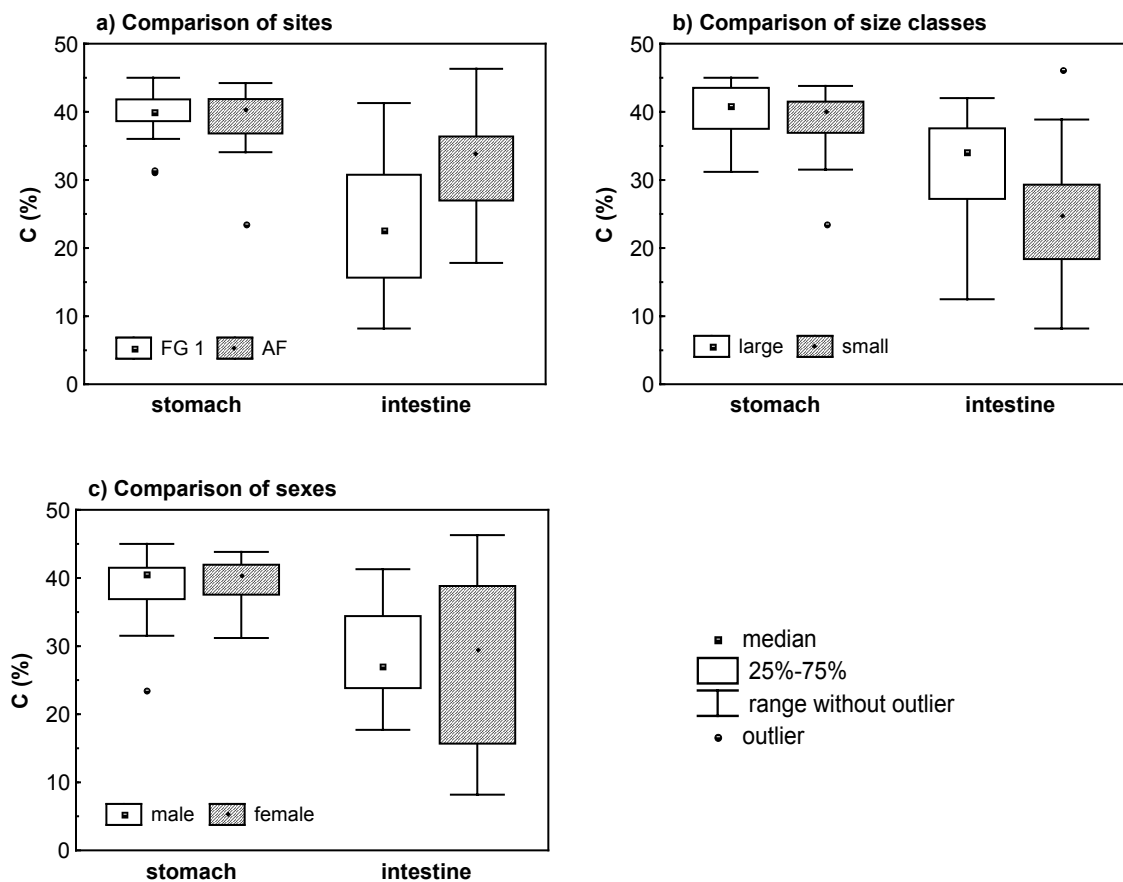 a) Comparison of sites
50
40
30
20
10
0
C (%)
FG 1 AF
stomach intestine
b) Comparison of size classes
50
40
30
20
10
0
C (%)
large small
stomach intestine
c) Comparison of sexes
50
40
30
20
10
0
C (%)
male female
stomach intestine
median
25%-75%
range without outlier
outlier